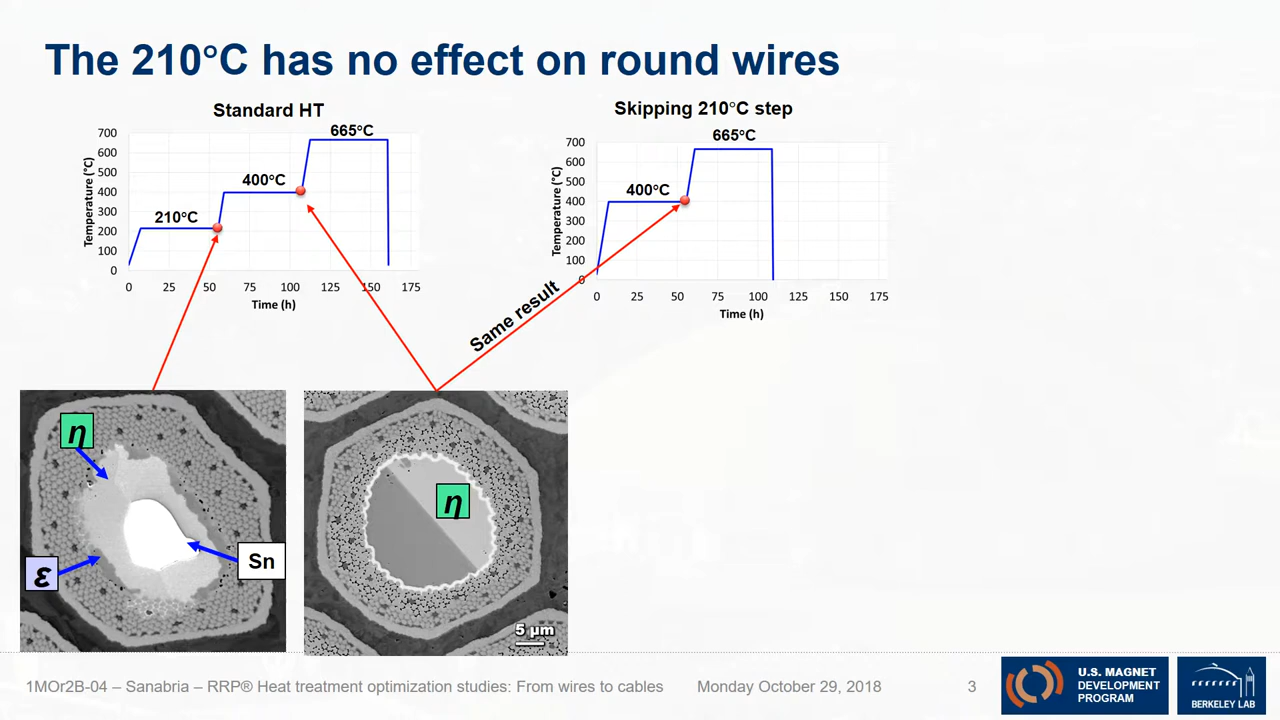 The 210°C has no effect on round wires
Standard HT
Temperature (°C)
700
600
500
400
300
200
100
0
210°C
400°C
665°C
0 25 50 75 100 125 150 175
Time (h)
Skipping 210°C step
Temperature (°C)
700
600
500
400
300
200
100
0
400°C
665°C
0 25 50 75 100 125 150 175
Time (h)
Same result
η
ε
Sn
η
5 µm
1MOr2B-04 – Sanabria – RRP® Heat treatment optimization studies: From wires to cables
Monday October 29, 2018
3
U.S. MAGNET
DEVELOPMENT
PROGRAM
BERKELEY LAB